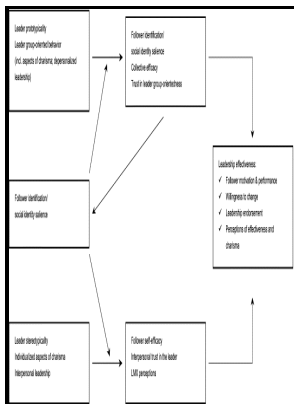 Leader prototypicality
Leader group-oriented behavior
(incl. aspects of charisma; depersonalized
leadership)
Follower identification/
social identity salience
Collective efficacy
Trust in leader group-orientedness
Leadership effectiveness:
✓ Follower motivation & performance
✓ Willingness to change
✓ Leadership endorsement
✓ Perceptions of effectiveness and
charisma
Follower identification/
social identity salience
Leader stereotypicality
Individualized aspects of charisma
Interpersonal leadership
Follower self-efficacy
Interpersonal trust in the leader
LMX perceptions